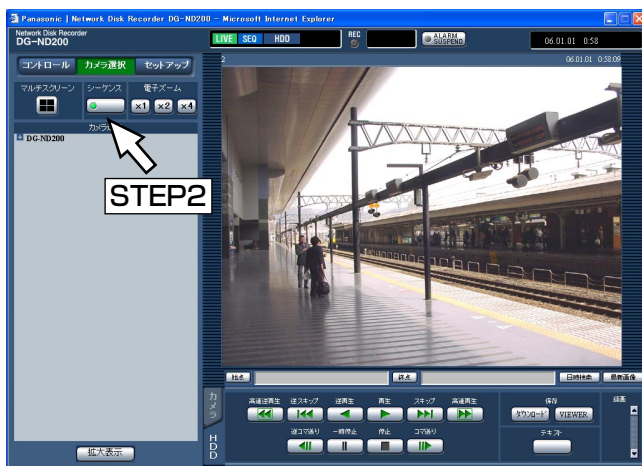 Panasonic | Network Disk Recorder DG-ND200 - Microsoft Internet Explorer
Network Disk Recorder
DG-ND200
LIVE SEQ HDD
REC
ALARM SUSPEND
06.01.01 0:58
コントロール カメラ選択 セットアップ
2
06.01.01 0:58:09
マルチスクリーン シーケンス 電子ズーム
x1 x2 x4
カメラ
DG-ND200
STEP2
始点 終点 日時検索 最新画像
カメラ
HDD
高速逆再生 逆スキップ 逆再生 再生 スキップ 高速再生
保存
録画
ダウンロード VIEWER
逆コマ送り 一時停止 停止 コマ送り
テキスト
拡大表示